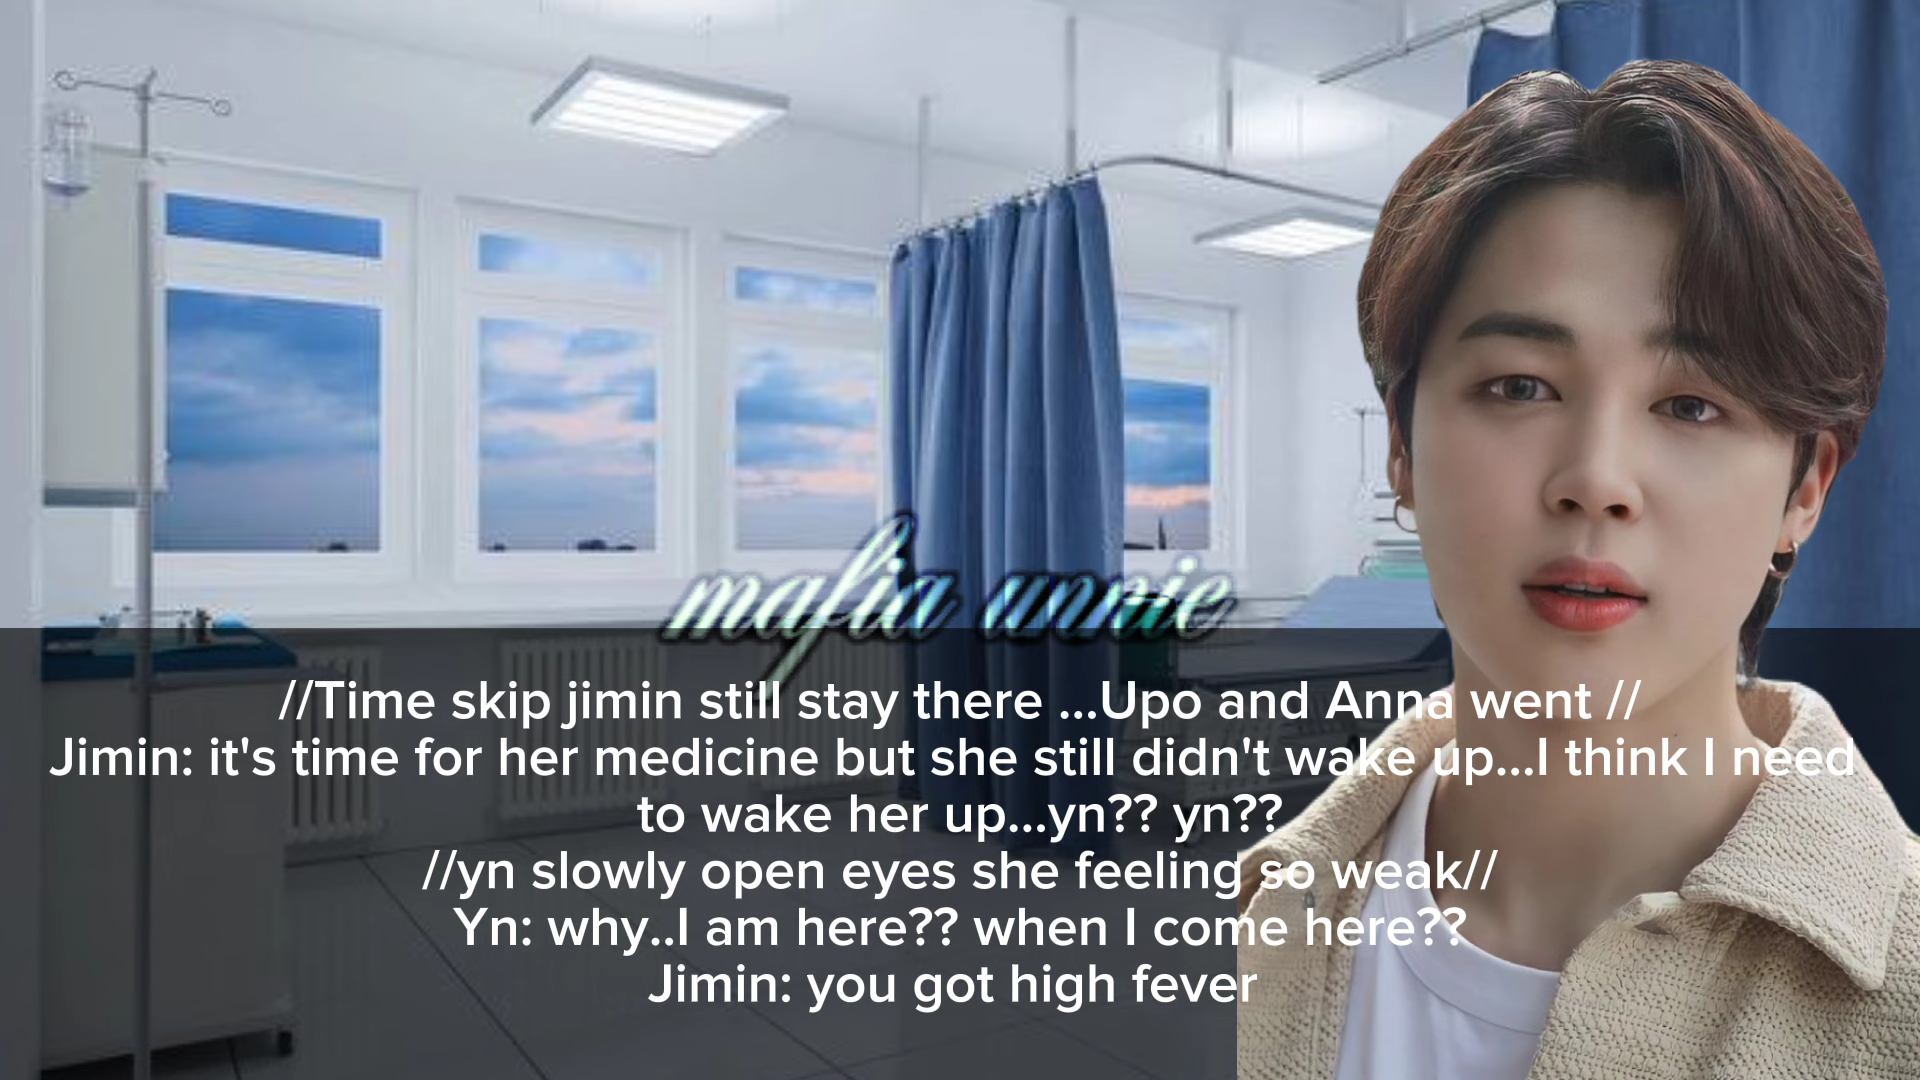 mafia unnie
//Time skip jimin still stay there ...Upo and Anna went //
Jimin: it's time for her medicine but she still didn't wake up...I think I need
to wake her up...yn?? yn??
//yn slowly open eyes she feeling so weak//
Yn: why..I am here?? when I come here??
Jimin: you got high fever